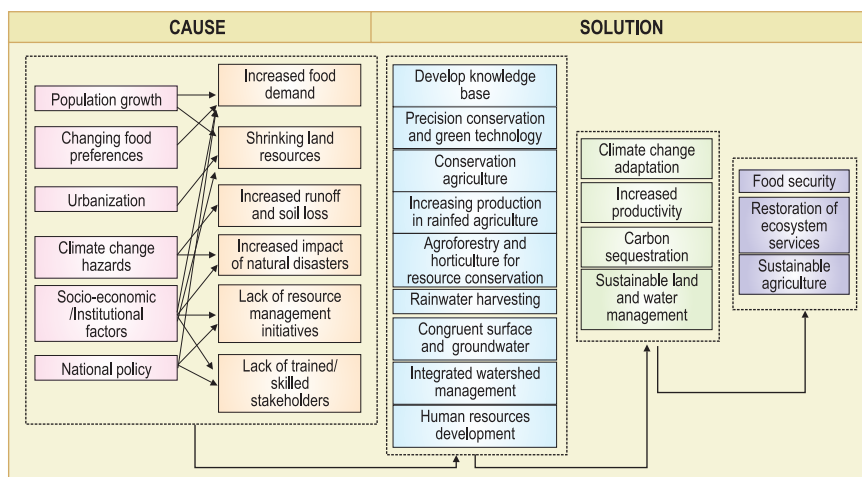 CAUSE
SOLUTION
Population growth
Changing food
preferences
Urbanization
Climate change
hazards
Socio-economic
/Institutional
factors
National policy
Increased food
demand
Shrinking land
resources
Increased runoff
and soil loss
Increased impact
of natural disasters
Lack of resource
management
initiatives
Lack of trained/
skilled
stakeholders
Develop knowledge
base
Precision conservation
and green technology
Conservation
agriculture
Increasing production
in rainfed agriculture
Agroforestry and
horticulture for
resource conservation
Rainwater harvesting
Congruent surface
and groundwater
Integrated watershed
management
Human resources
development
Climate change
adaptation
Increased
productivity
Carbon
sequestration
Sustainable land
and water
management
Food security
Restoration of
ecosystem
services
Sustainable
agriculture